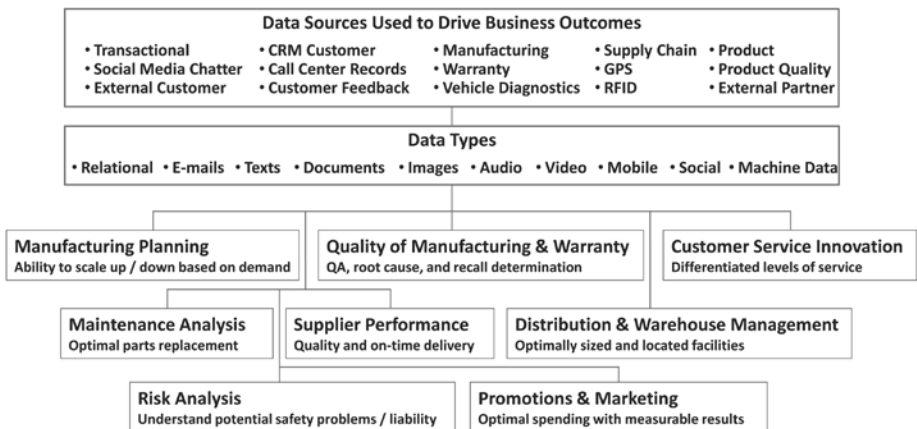 Data Sources Used to Drive Business Outcomes
• Transactional • CRM Customer • Manufacturing • Supply Chain • Product
• Social Media Chatter • Call Center Records • Warranty • GPS • Product Quality
• External Customer • Customer Feedback • Vehicle Diagnostics • RFID • External Partner
Data Types
• Relational • E-mails • Texts • Documents • Images • Audio • Video • Mobile • Social • Machine Data
Manufacturing Planning
Ability to scale up / down based on demand
Quality of Manufacturing & Warranty
QA, root cause, and recall determination
Customer Service Innovation
Differentiated levels of service
Maintenance Analysis
Optimal parts replacement
Supplier Performance
Quality and on-time delivery
Distribution & Warehouse Management
Optimally sized and located facilities
Risk Analysis
Understand potential safety problems / liability
Promotions & Marketing
Optimal spending with measurable results